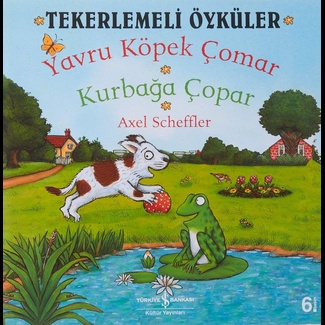 TEKERLEMELİ ÖYKÜLER
Yavru Köpek Çomar
Kurbağa Çopar
Axel Scheffler
TÜRKİYE İŞ BANKASI
Kültür Yayınları
6